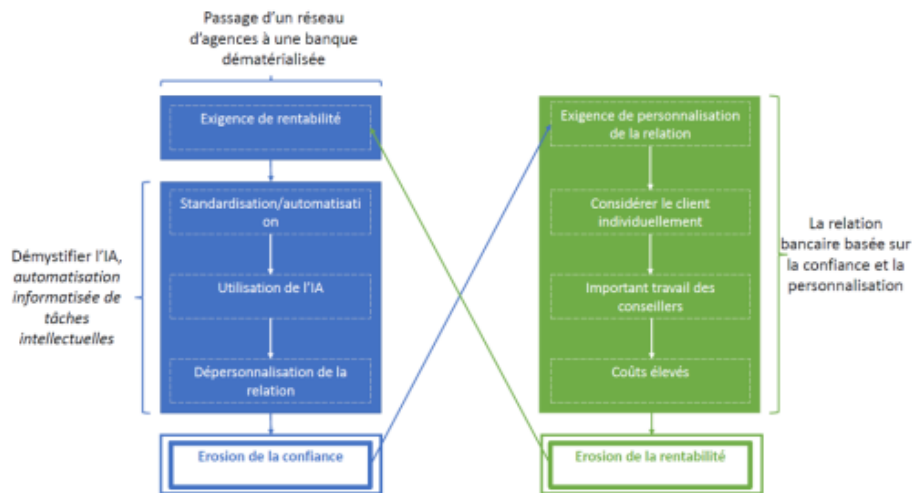 Passage d'un réseau
d'agences à une banque
dématérialisée
Exigence de rentabilité
Standardisation/automatisati
on
Utilisation de l'IA
Dépersonnalisation de la
relation
Erosion de la confiance
Démystifier l'IA,
automatisation
informatisée de
tâches
intellectuelles
Exigence de personnalisation
de la relation
Considérer le client
individuellement
Important travail des
conseillers
Coûts élevés
Erosion de la rentabilité
La relation
bancaire basée sur
la confiance et la
personnalisation